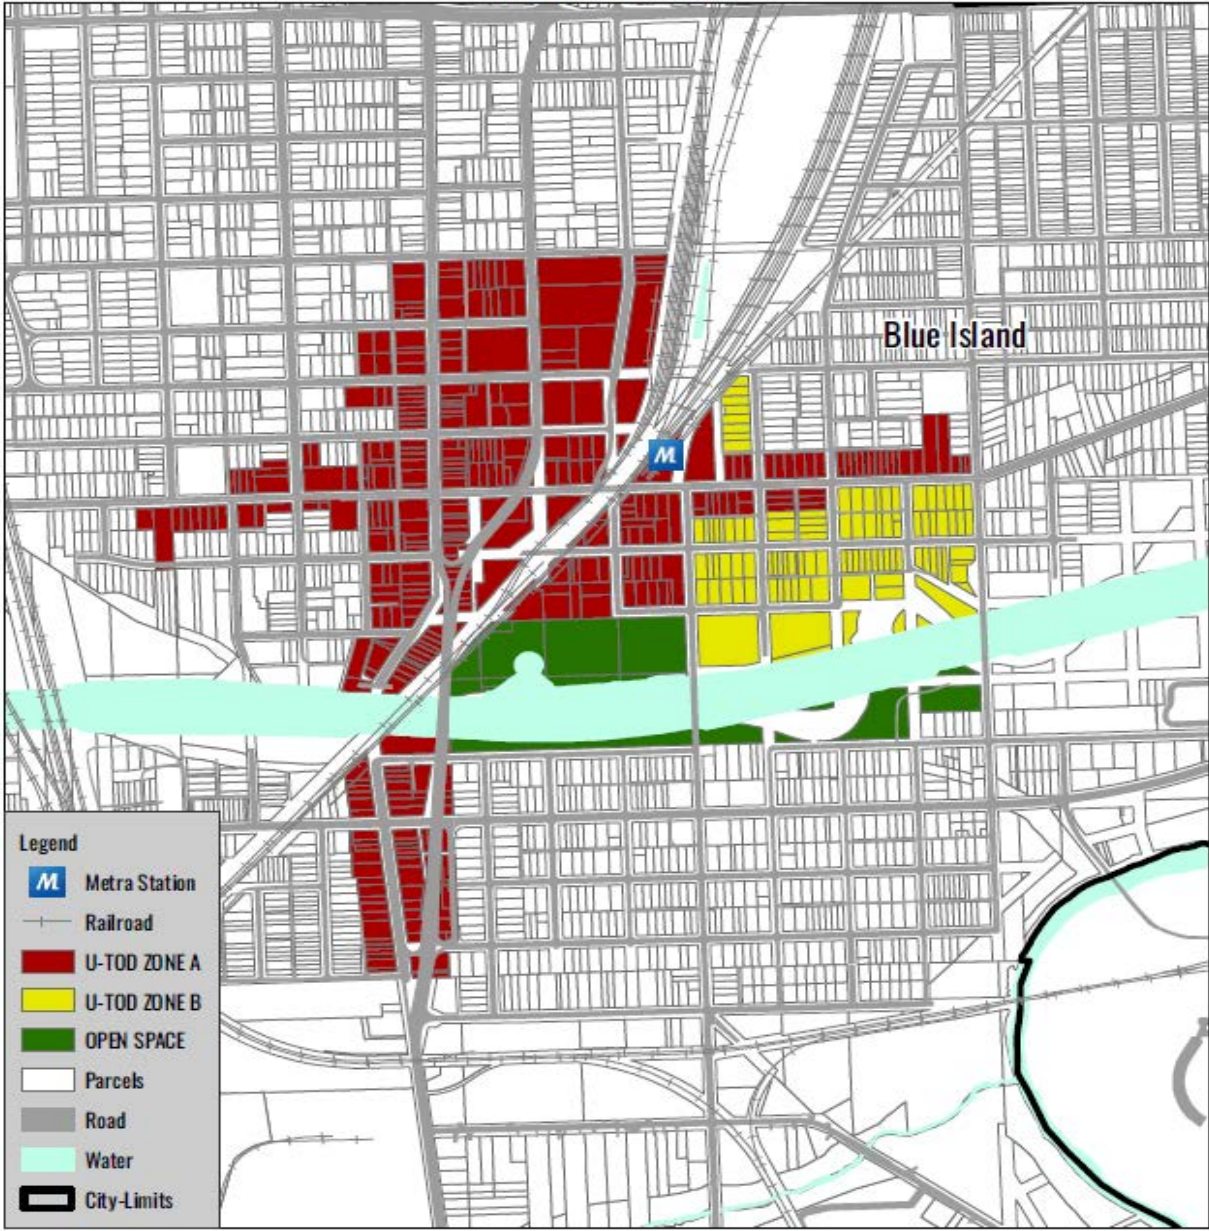 Blue Island
M
Legend
M Metra Station
Railroad
U-TOD ZONE A
U-TOD ZONE B
OPEN SPACE
Parcels
Road
Water
City-Limits